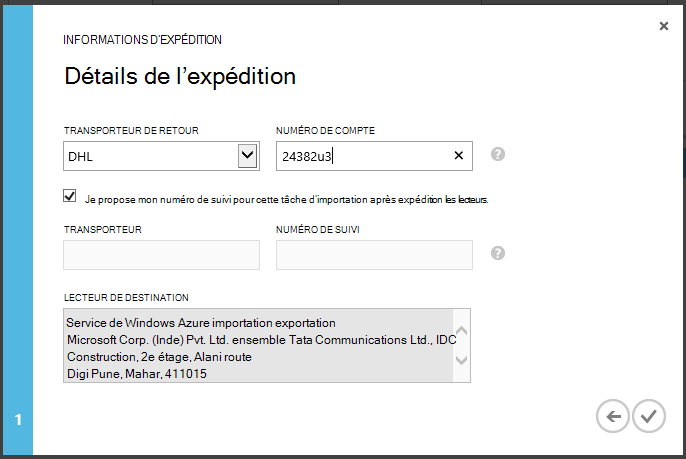 INFORMATIONS D'EXPÉDITION
Détails de l'expédition
TRANSPORTEUR DE RETOUR NUMÉRO DE COMPTE
DHL 24382u3
Je propose mon numéro de suivi pour cette tâche d'importation après expédition les lecteurs.
TRANSPORTEUR NUMÉRO DE SUIVI
LECTEUR DE DESTINATION
Service de Windows Azure importation exportation
Microsoft Corp. (Inde) Pvt. Ltd. ensemble Tata Communications Ltd., IDC
Construction, 2e étage, Alani route
Digi Pune, Mahar, 411015
1